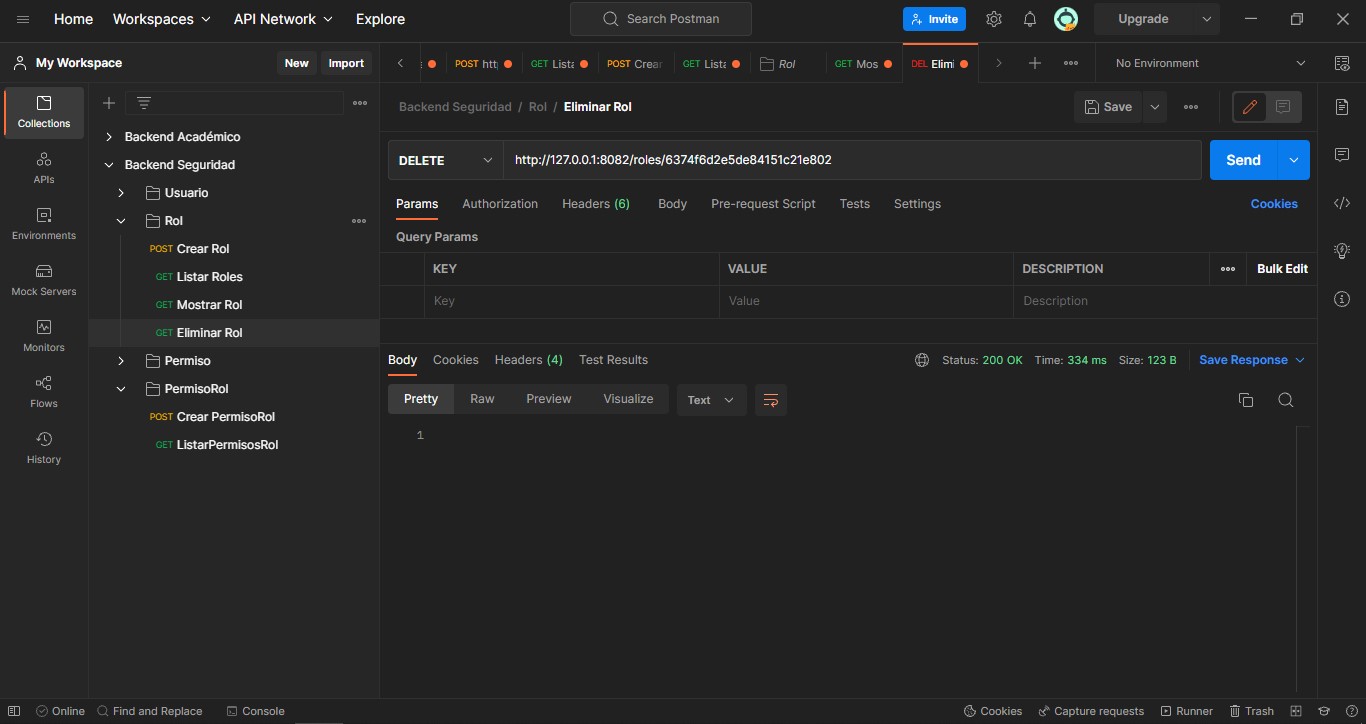 Home Workspaces API Network Explore Search Postman Invite Upgrade
My Workspace New Import POST htt GET Lista POST Crear GET Lista Rol GET Mos DEL Elimi No Environment
Backend Seguridad / Rol / Eliminar Rol Save
Collections
APIs
Environments
Mock Servers
Monitors
Flows
History
Backend Académico
Backend Seguridad
Usuario
Rol
POST Crear Rol
GET Listar Roles
GET Mostrar Rol
GET Eliminar Rol
Permiso
PermisoRol
POST Crear PermisoRol
GET ListarPermisosRol
DELETE http://127.0.0.1:8082/roles/6374f6d2e5de84151c21e802 Send
Params Authorization Headers (6) Body Pre-request Script Tests Settings Cookies
Query Params
KEY VALUE DESCRIPTION Bulk Edit
Key Value Description
Body Cookies Headers (4) Test Results Status: 200 OK Time: 334 ms Size: 123 B Save Response
Pretty Raw Preview Visualize Text
1
Online Find and Replace Console Cookies Capture requests Runner Trash